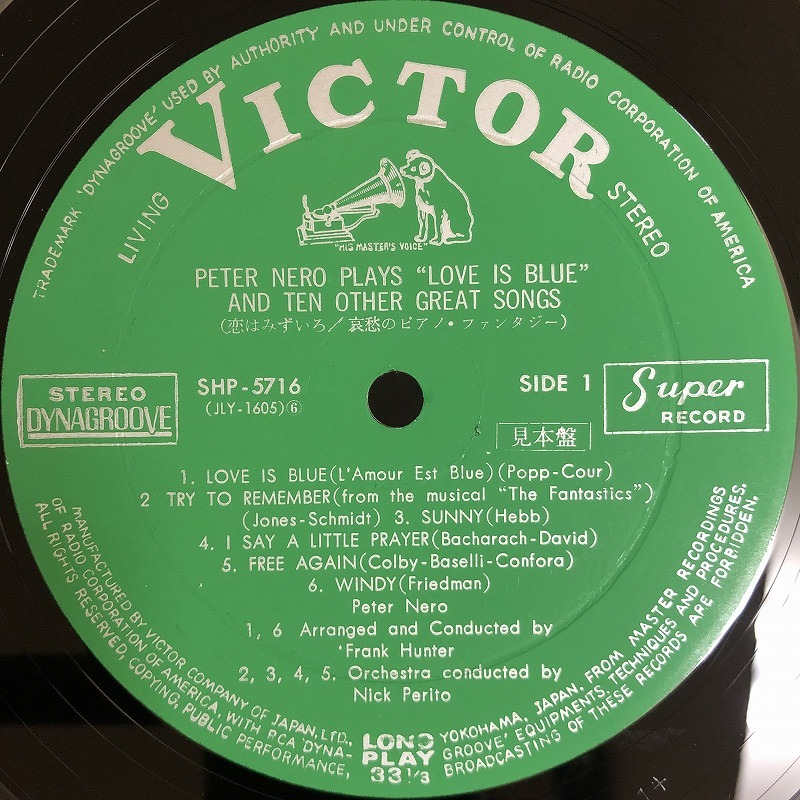 TRADEMARK 'DYNAGROOVE' USED BY AUTHORITY AND UNDER CONTROL OF RADIO CORPORATION OF AMERICA
VICTOR
LIVING STEREO
"HIS MASTER'S VOICE"
PETER NERO PLAYS "LOVE IS BLUE"
AND TEN OTHER GREAT SONGS
(恋はみずいろ/哀愁のピアノ・ファンタジー)
STEREO
DYNAGROOVE
SHP-5716
(JLY-1605)⑥
SIDE 1
Super
RECORD
見本盤
1. LOVE IS BLUE(L'Amour Est Blue)(Popp-Cour)
2 TRY TO REMEMBER(from the musical "The Fantastics")
(Jones-Schmidt) 3. SUNNY(Hebb)
4. I SAY A LITTLE PRAYER(Bacharach-David)
5. FREE AGAIN(Colby-Baselli-Confora)
6. WINDY(Friedman)
Peter Nero
1, 6 Arranged and Conducted by
'Frank Hunter
2, 3, 4, 5. Orchestra conducted by
Nick Perito
MANUFACTURED BY VICTOR COMPANY OF JAPAN, LTD., YOKOHAMA, JAPAN, FROM MASTER RECORDINGS
OF RADIO CORPORATION OF AMERICA, WITH RCA 'DYNA-GROOVE' EQUIPMENTS, TECHNIQUES AND PROCEDURES.
ALL RIGHTS RESERVED, COPYING, PUBLIC PERFORMANCE, BROADCASTING OF THESE RECORDS ARE FORBIDDEN.
LONG
PLAY
33 1/3